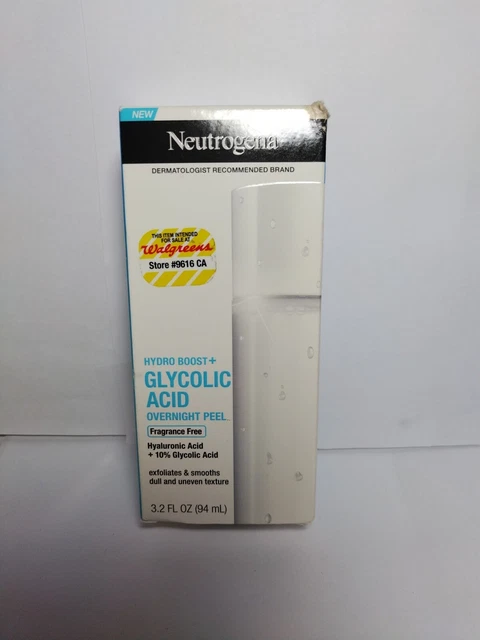 NEW
Neutrogena
DERMATOLOGIST RECOMMENDED BRAND
THIS ITEM INTENDED
FOR SALE AT
Walgreens
Store #9616 CA
HYDRO BOOST+
GLYCOLIC
ACID
OVERNIGHT PEEL
Fragrance Free
Hyaluronic Acid
+ 10% Glycolic Acid
exfoliates & smooths
dull and uneven texture
3.2 FL OZ (94 mL)